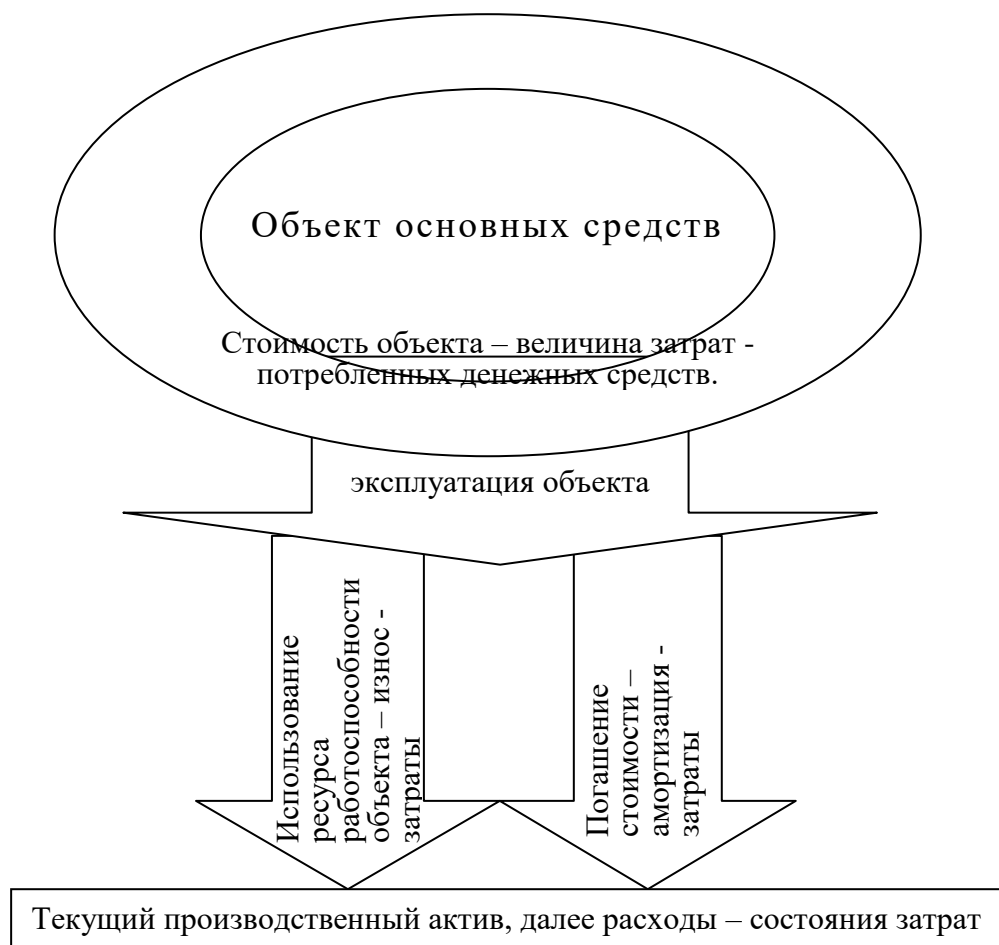 Объект основных средств
Стоимость объекта – величина затрат -
потребленных денежных средств.
эксплуатация объекта
Использование
ресурса
работоспособности
объекта – износ -
затраты
Погашение
стоимости –
амортизация -
затраты
Текущий производственный актив, далее расходы – состояния затрат